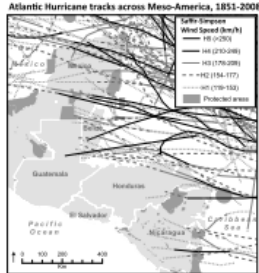 Atlantic Hurricane tracks across Meso-America, 1851-2008
Saffir-Simpson
Wind Speed (km/h)
H5 (>250)
H4 (210-249)
H3 (178-209)
H2 (154-177)
H1 (119-153)
Protected areas
Mexico
Belize
Guatemala
Honduras
El Salvador
Nicaragua
Caribbean
Sea
Pacific
Ocean
0 100 200 400
Km